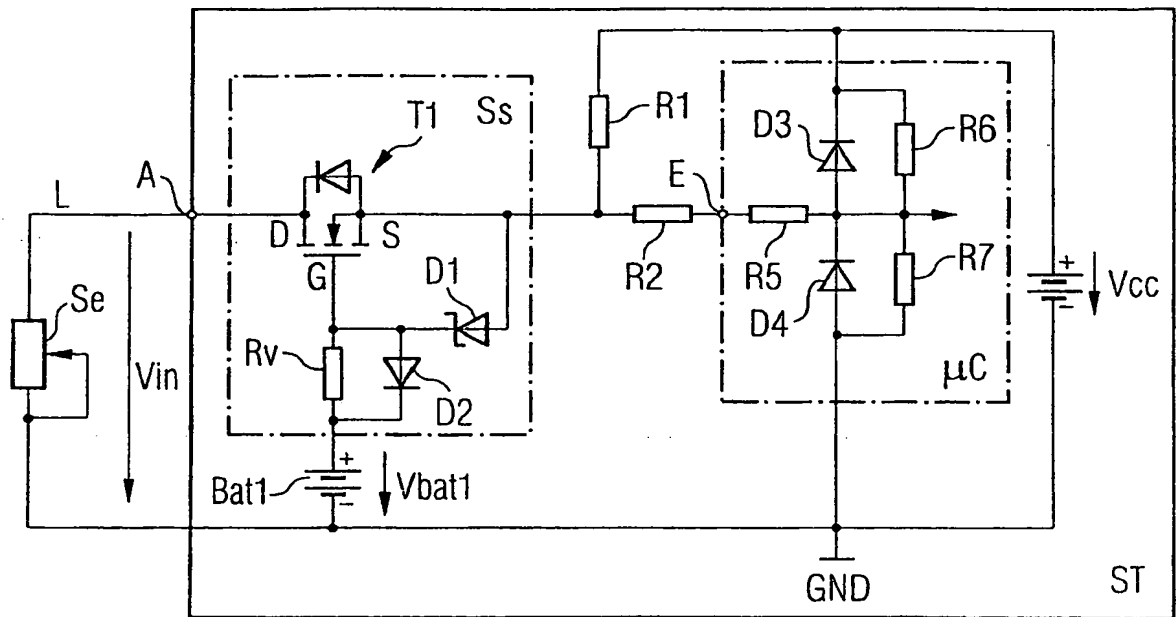 Ss
T1
R1
D3
R6
L
A
E
D
S
G
D1
R2
R5
R7
D4
Se
Vin
Rv
D2
μC
+
-
Vcc
Bat1
+
-
Vbat1
GND
ST